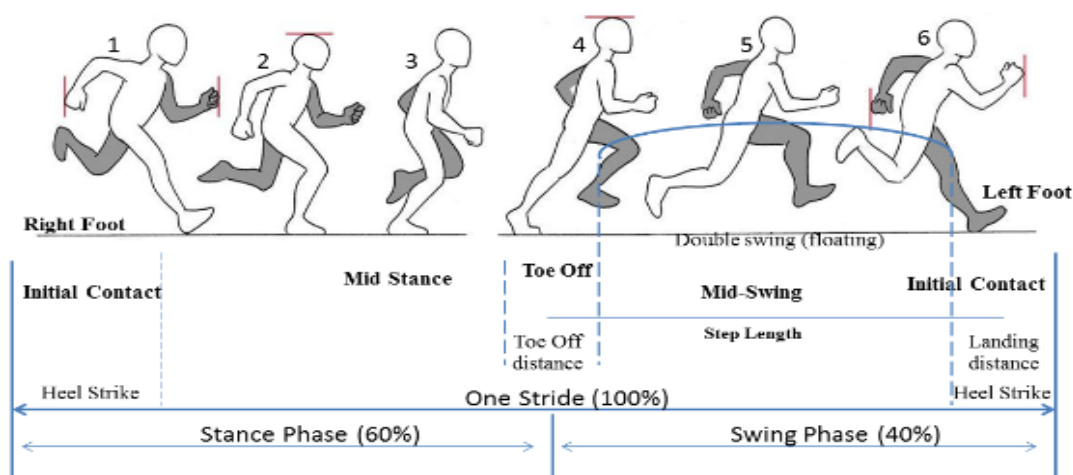 1
2
3
4
5
6
Right Foot
Left Foot
Double swing (floating)
Initial Contact
Mid Stance
Toe Off
Mid-Swing
Initial Contact
Step Length
Toe Off
distance
Landing
distance
Heel Strike
One Stride (100%)
Heel Strike
Stance Phase (60%)
Swing Phase (40%)